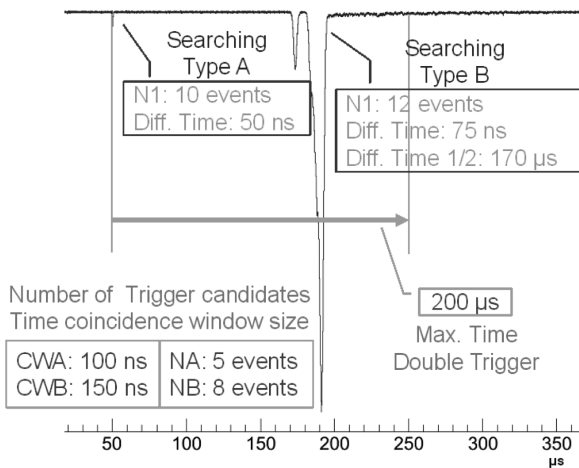 Searching
Type A
N1: 10 events
Diff. Time: 50 ns
Searching
Type B
N1: 12 events
Diff. Time: 75 ns
Diff. Time 1/2: 170 µs
Number of Trigger candidates
Time coincidence window size
CWA: 100 ns NA: 5 events
CWB: 150 ns NB: 8 events
200 µs
Max. Time
Double Trigger
50 100 150 200 250 300 350
µs